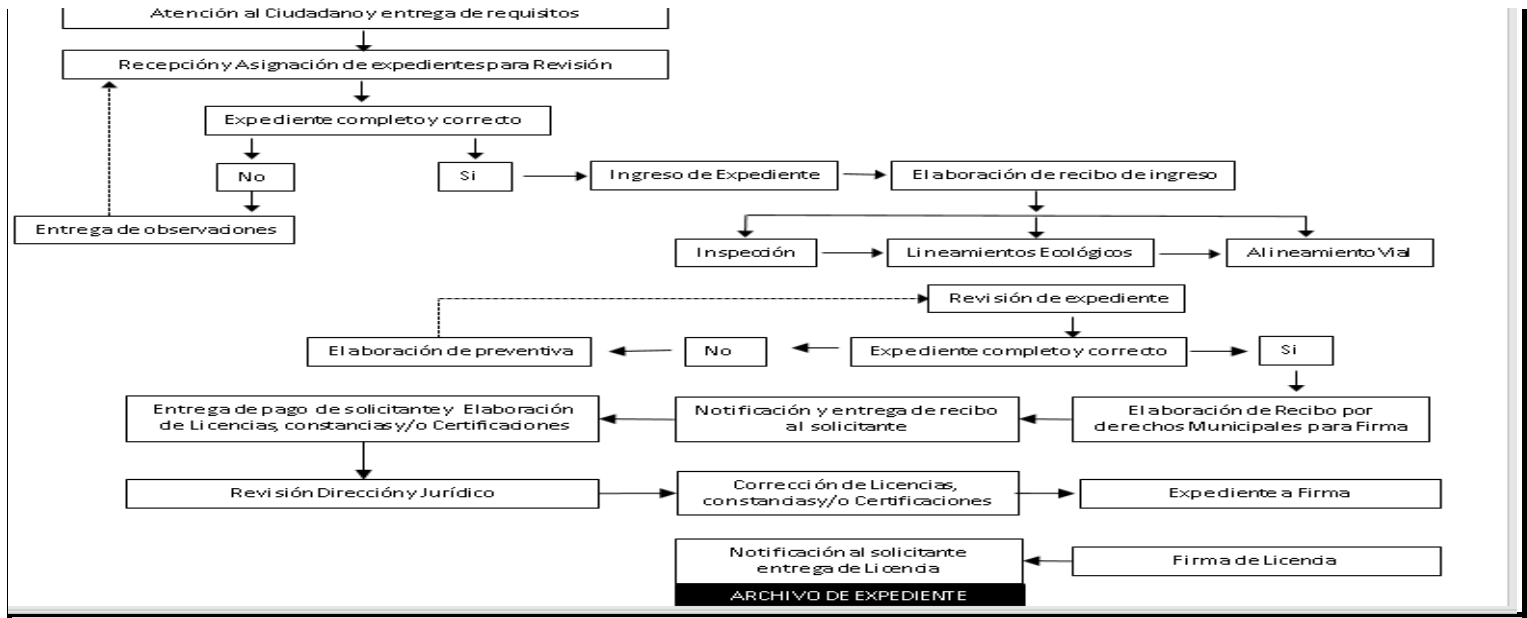 Atención al Ciudadano y entrega de requisitos
Recepción y Asignación de expedientes para Revisión
Expediente completo y correcto
No
Si
Ingreso de Expediente
Elaboración de recibo de ingreso
Entrega de observaciones
Inspección
Lineamientos Ecológicos
Alineamiento Vial
Revisión de expediente
Elaboración de preventiva
No
Expediente completo y correcto
Si
Entrega de pago de solicitante y Elaboración
de Licencias, constancias y/o Certificaciones
Notificación y entrega de recibo
al solicitante
Elaboración de Recibo por
derechos Municipales para Firma
Revisión Dirección y Jurídico
Corrección de Licencias,
constancias y/o Certificaciones
Expediente a Firma
Notificación al solicitante
entrega de Licencia
Firma de Licencia
ARCHIVO DE EXPEDIENTE